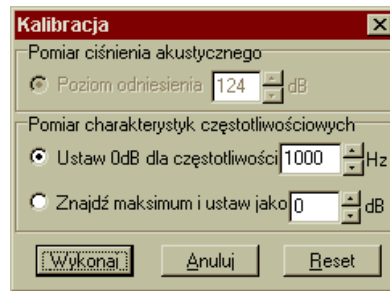 Kalibracja
Pomiar ciśnienia akustycznego
Poziom odniesienia 124 dB
Pomiar charakterystyk częstotliwościowych
Ustaw 0dB dla częstotliwości 1000 Hz
Znajdź maksimum i ustaw jako 0 dB
Wykonaj Anuluj Reset